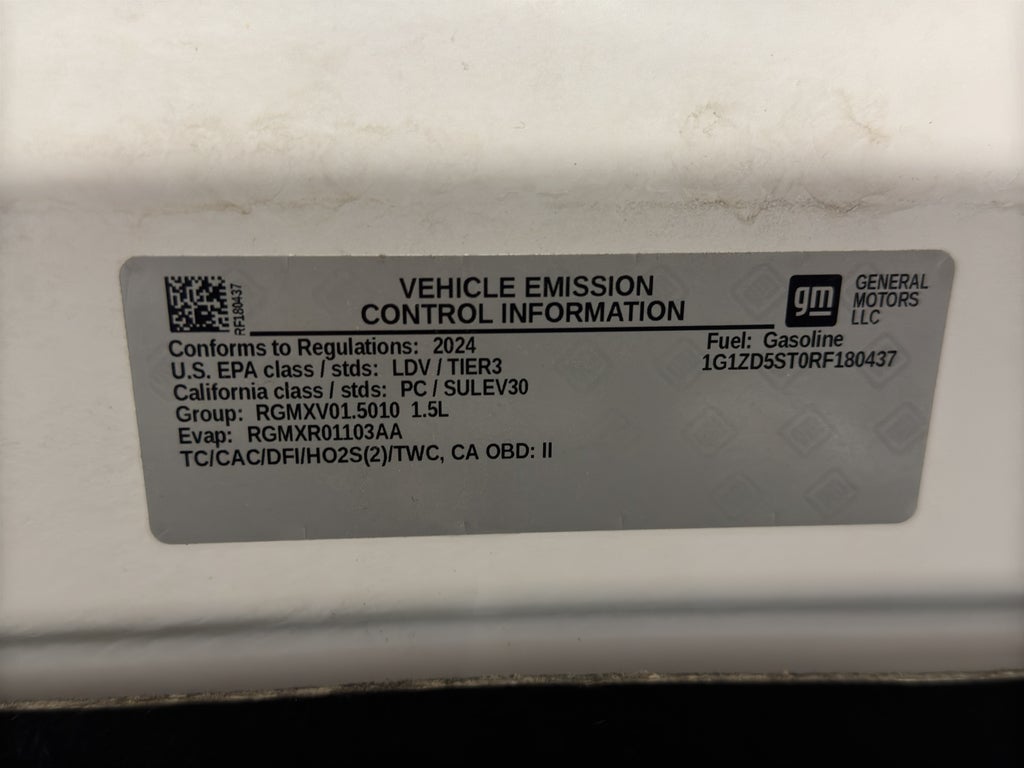 VEHICLE EMISSION
CONTROL INFORMATION
RF180437
gm
GENERAL
MOTORS
LLC
Conforms to Regulations: 2024
U.S. EPA class / stds: LDV / TIER3
California class / stds: PC / SULEV30
Group: RGMXV01.5010 1.5L
Evap: RGMXR01103AA
TC/CAC/DFI/HO2S(2)/TWC, CA OBD: II
Fuel: Gasoline
1G1ZD5ST0RF180437